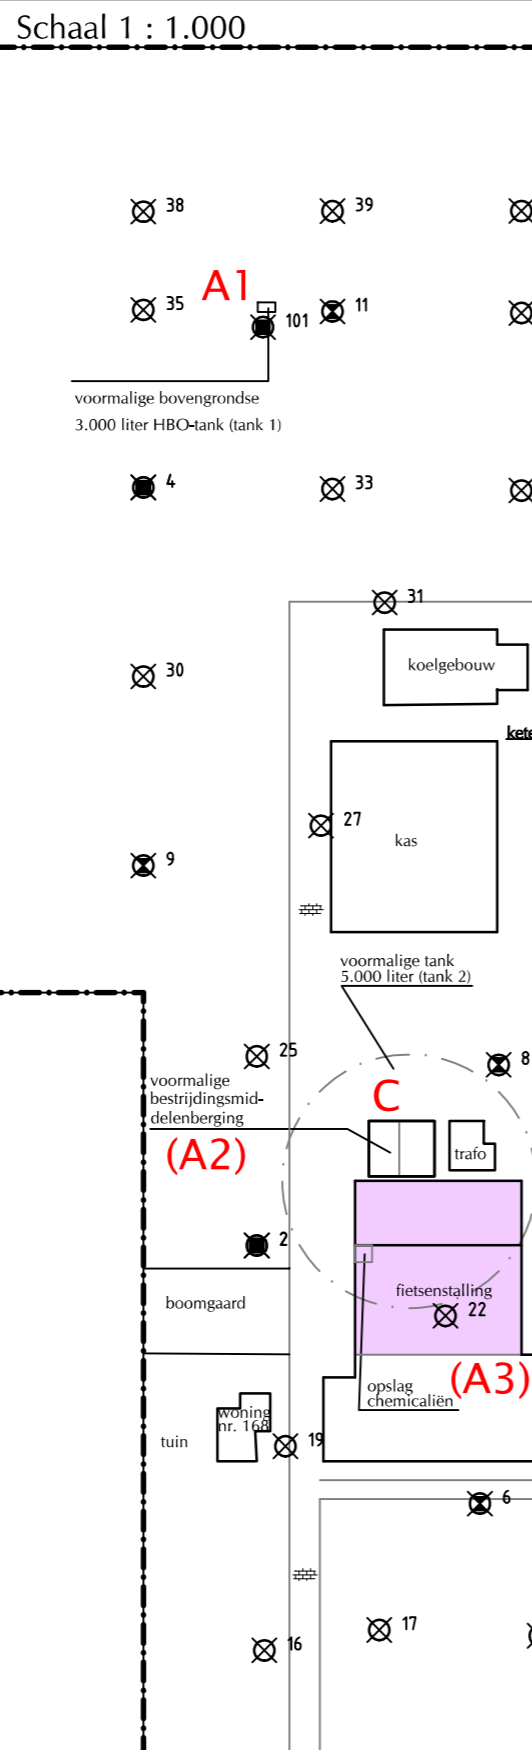 Schaal 1 : 1.000
38
39
35
A1
101
11
voormalige bovengrondse
3.000 liter HBO-tank (tank 1)
4
33
31
30
koelgebouw
kete
27
kas
9
voormalige tank
5.000 liter (tank 2)
25
8
voormalige
bestrijdingsmid-
delenberging
C
(A2)
trafo
2
fietsenstalling
22
boomgaard
opslag
chemicaliën
(A3)
woning
nr. 168
tuin
19
6
17
16